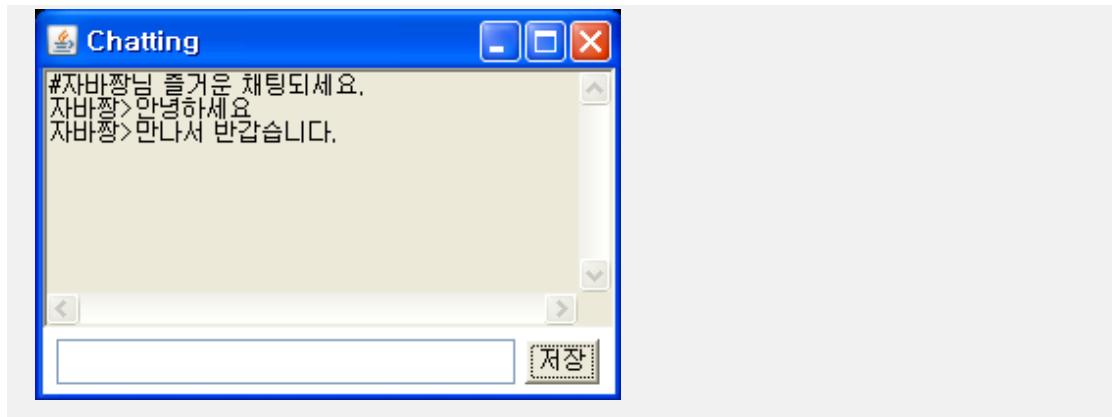 Chatting
#자바짱님 즐거운 채팅되세요.
자바짱>안녕하세요
자바짱>만나서 반갑습니다.
저장